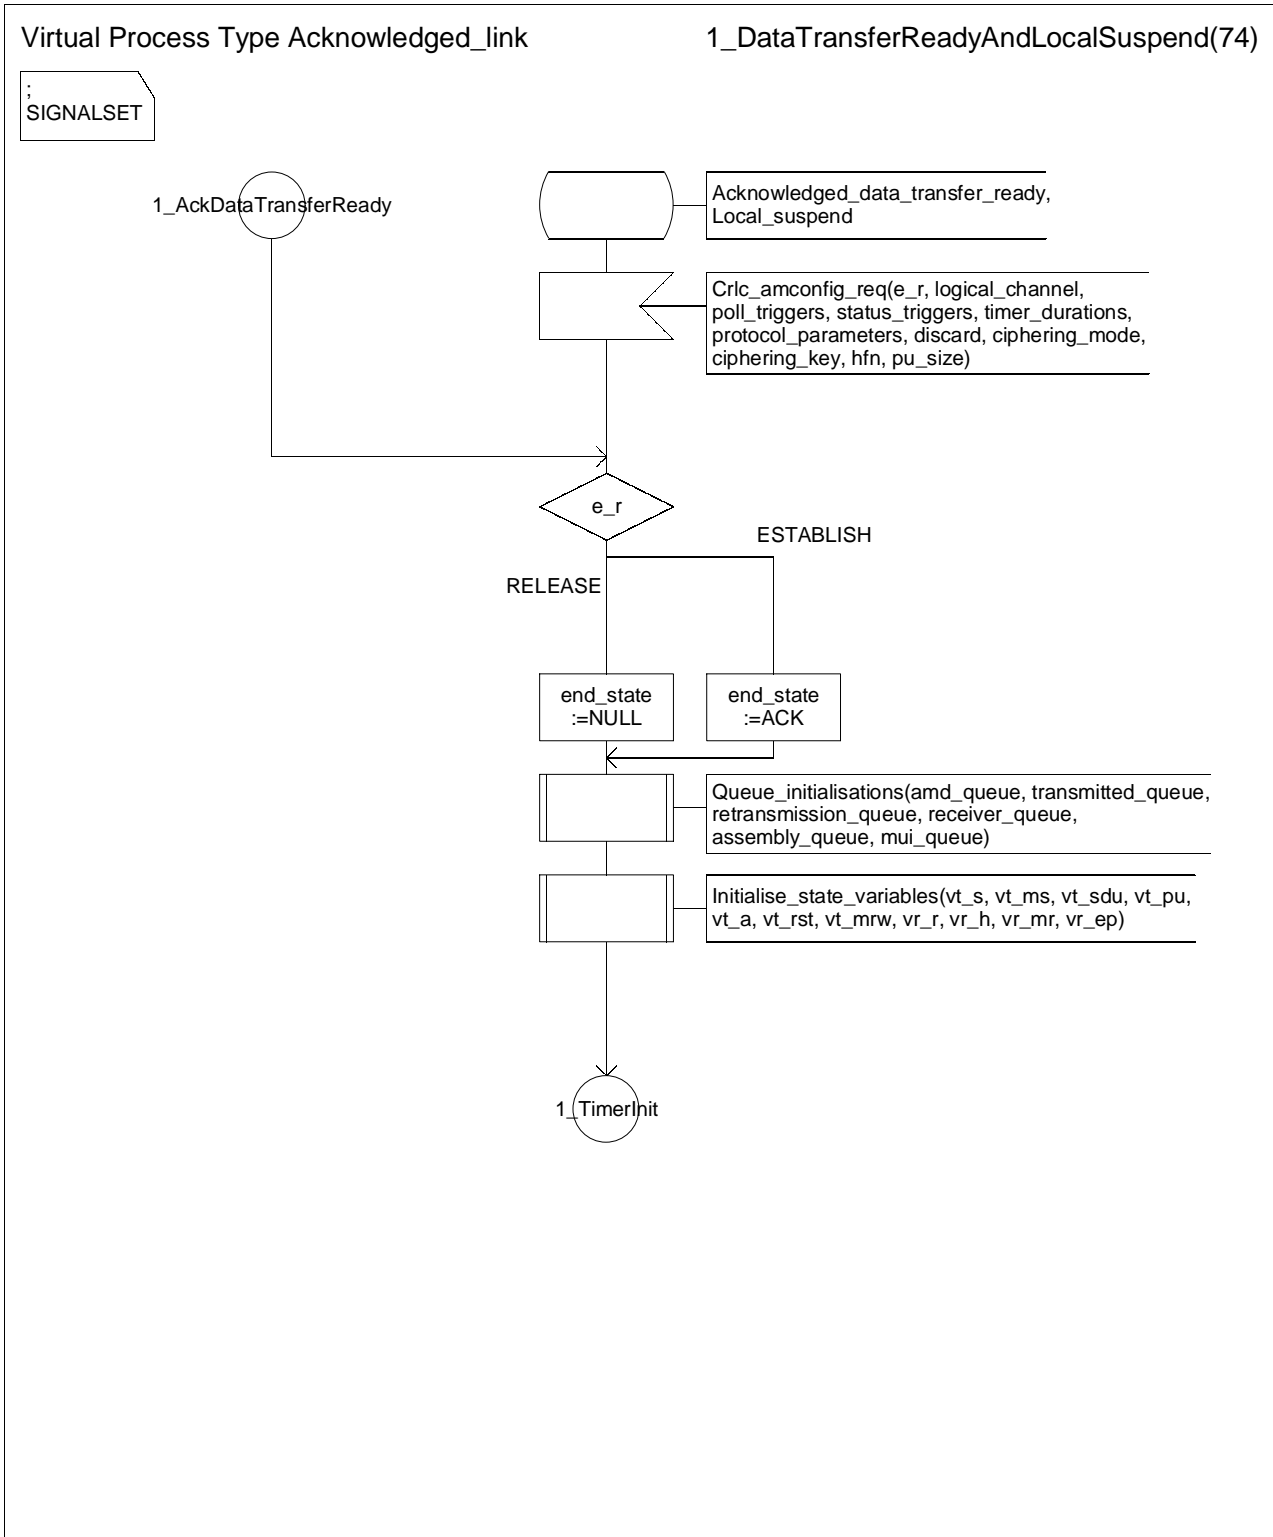 Virtual Process Type Acknowledged_link
1_DataTransferReadyAndLocalSuspend(74)
;
SIGNALSET
1_AckDataTransferReady
Acknowledged_data_transfer_ready,
Local_suspend
Crlc_amconfig_req(e_r, logical_channel,
poll_triggers, status_triggers, timer_durations,
protocol_parameters, discard, ciphering_mode,
ciphering_key, hfn, pu_size)
e_r
ESTABLISH
RELEASE
end_state
:=NULL
end_state
:=ACK
Queue_initialisations(amd_queue, transmitted_queue,
retransmission_queue, receiver_queue,
assembly_queue, mui_queue)
Initialise_state_variables(vt_s, vt_ms, vt_sdu, vt_pu,
vt_a, vt_rst, vt_mrw, vr_r, vr_h, vr_mr, vr_ep)
1_TimerInit